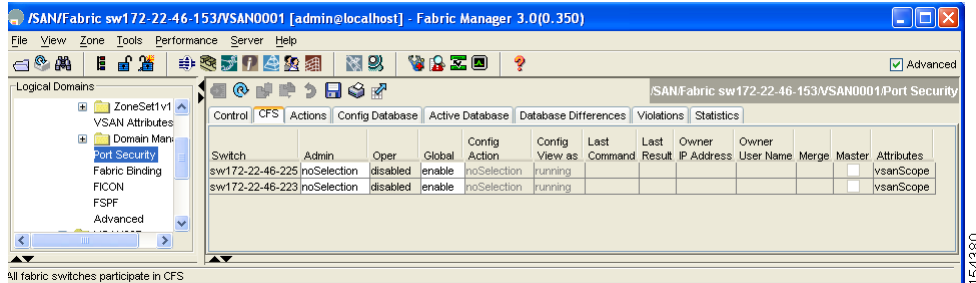 /SAN/Fabric sw172-22-46-153/VSAN0001 [admin@localhost] - Fabric Manager 3.0(0.350)
File View Zone Tools Performance Server Help
Advanced
Logical Domains
/SAN/Fabric sw172-22-46-153/VSAN0001/Port Security
ZoneSet1v1
VSAN Attributes
Domain Man
Port Security
Fabric Binding
FICON
FSPF
Advanced
Control CFS Actions Config Database Active Database Database Differences Violations Statistics
Switch Admin Oper Global Config Action Config View as Last Command Last Result Owner IP Address Owner User Name Merge Master Attributes
sw172-22-46-225 noSelection disabled enable noSelection running vsanScope
sw172-22-46-223 noSelection disabled enable noSelection running vsanScope
All fabric switches participate in CFS
154380